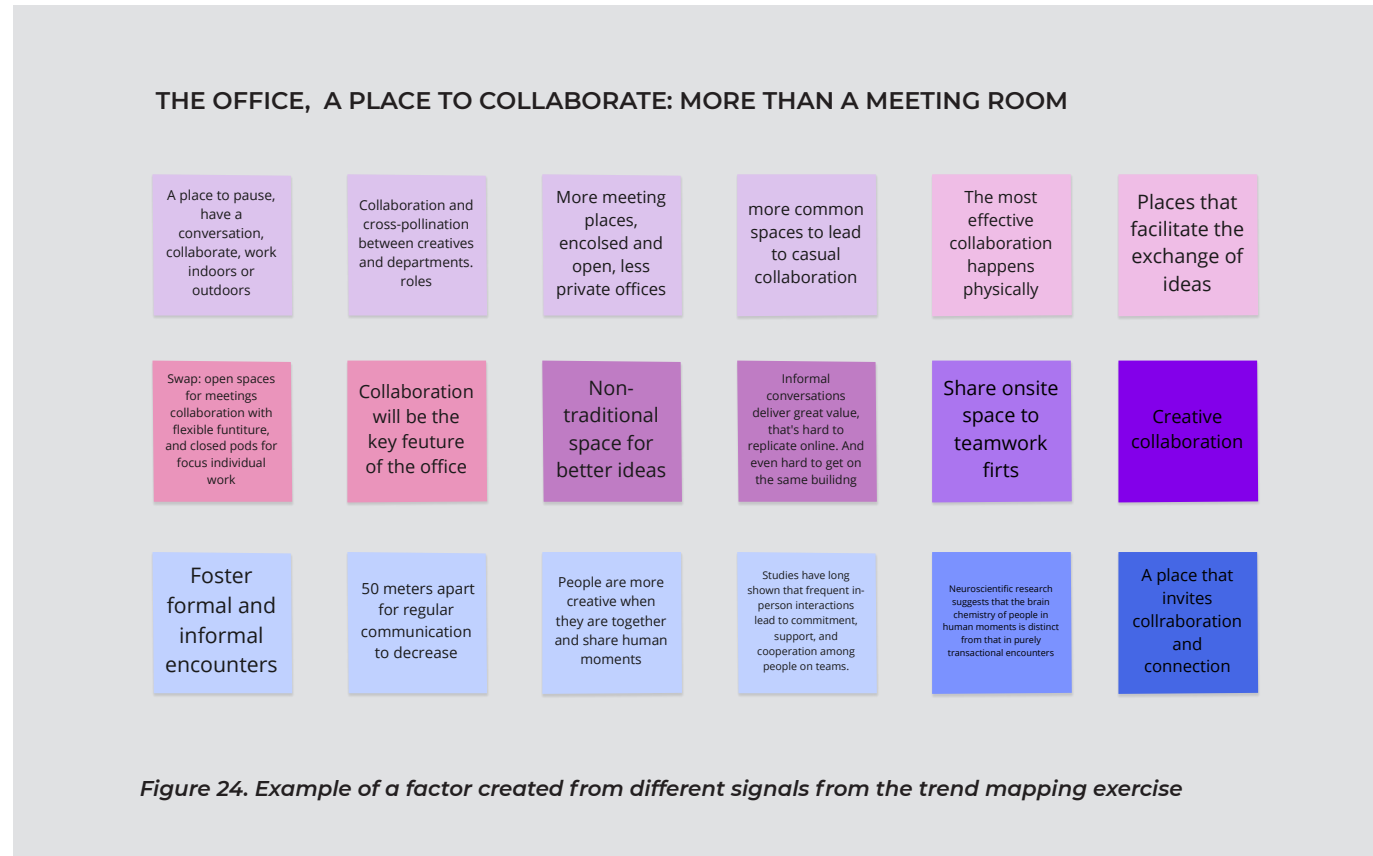 THE OFFICE, A PLACE TO COLLABORATE: MORE THAN A MEETING ROOM
A place to pause,
have a
conversation,
collaborate, work
indoors or
outdoors
Collaboration and
cross-pollination
between creatives
and departments.
roles
More meeting
places,
encolsed and
open, less
private offices
more common
spaces to lead
to casual
collaboration
The most
effective
collaboration
happens
physically
Places that
facilitate the
exchange of
ideas
Swap: open spaces
for meetings
collaboration with
flexible funtiture,
and closed pods for
focus individual
work
Collaboration
will be the
key feuture
of the office
Non-
traditional
space for
better ideas
Informal
conversations
deliver great value,
that's hard to
replicate online. And
even hard to get on
the same builidng
Share onsite
space to
teamwork
firts
Creative
collaboration
Foster
formal and
informal
encounters
50 meters apart
for regular
communication
to decrease
People are more
creative when
they are together
and share human
moments
Studies have long
shown that frequent in-
person interactions
lead to commitment,
support, and
cooperation among
people on teams.
Neuroscientific research
suggests that the brain
chemistry of people in
human moments is distinct
from that in purely
transactional encounters
A place that
invites
collraboration
and
connection
Figure 24. Example of a factor created from different signals from the trend mapping exercise